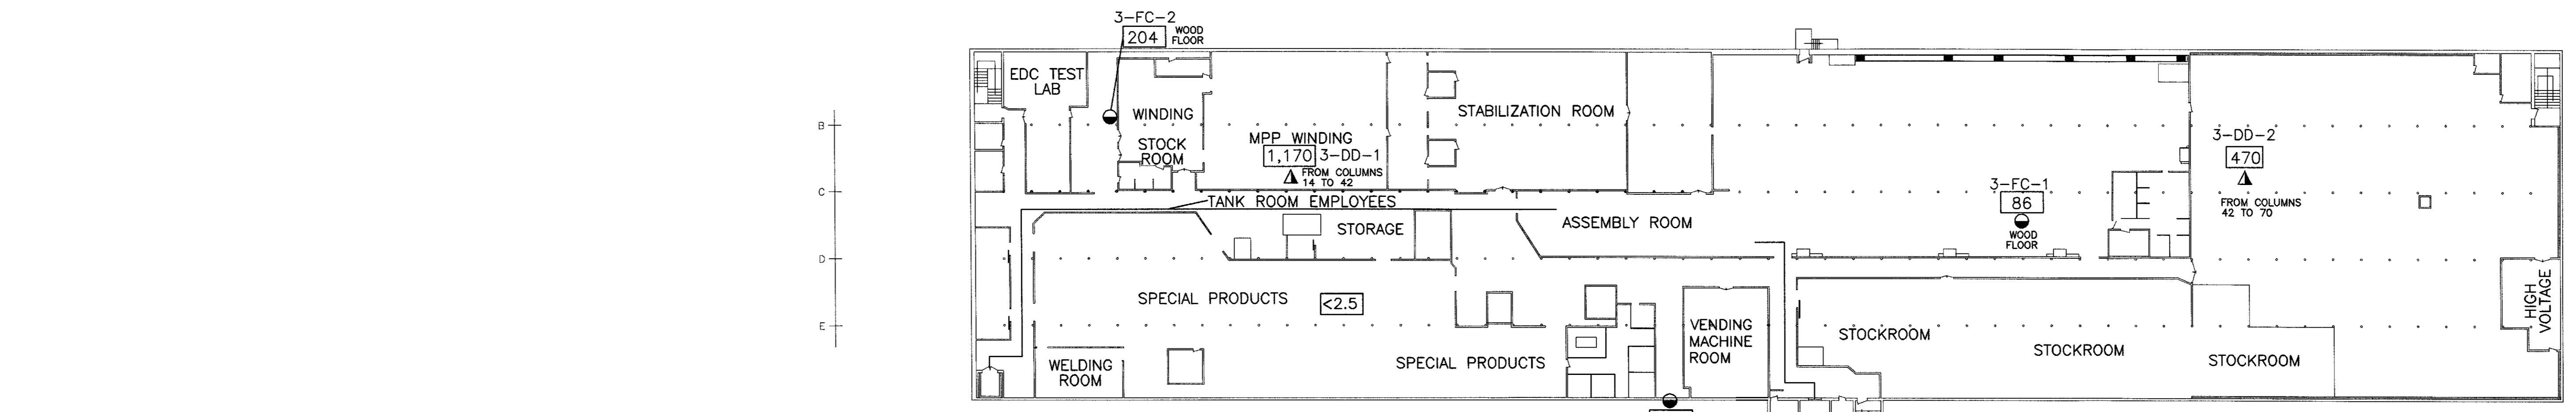 3-FC-2
204 WOOD
FLOOR
EDC TEST
LAB
WINDING
STOCK
ROOM
MPP WINDING
1,170 3-DD-1
FROM COLUMNS
14 TO 42
STABILIZATION ROOM
3-DD-2
470
FROM COLUMNS
42 TO 70
3-FC-1
86
WOOD
FLOOR
B
C
D
E
TANK ROOM EMPLOYEES
STORAGE
ASSEMBLY ROOM
SPECIAL PRODUCTS
<2.5
WELDING
ROOM
SPECIAL PRODUCTS
VENDING
MACHINE
ROOM
STOCKROOM
STOCKROOM
STOCKROOM
HIGH
VOLTAGE